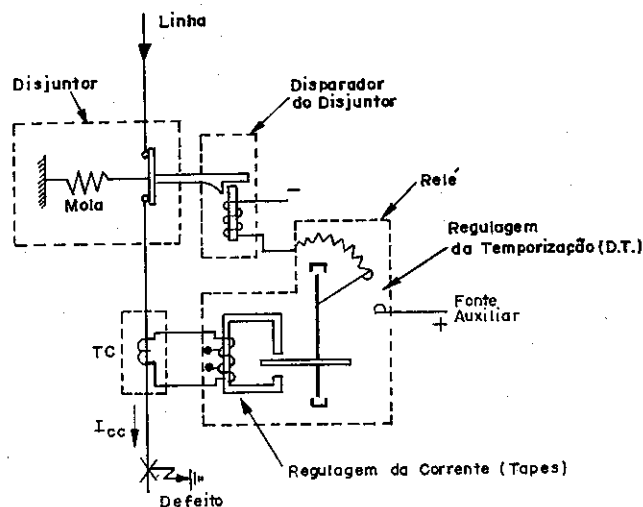 Linha
Disjuntor
Disparador
do Disjuntor
Mola
Relé
Regulagem
da Temporização (D.T.)
Fonte
Auxiliar
+
−
TC
Icc
Regulagem da Corrente (Tapes)
Defeito